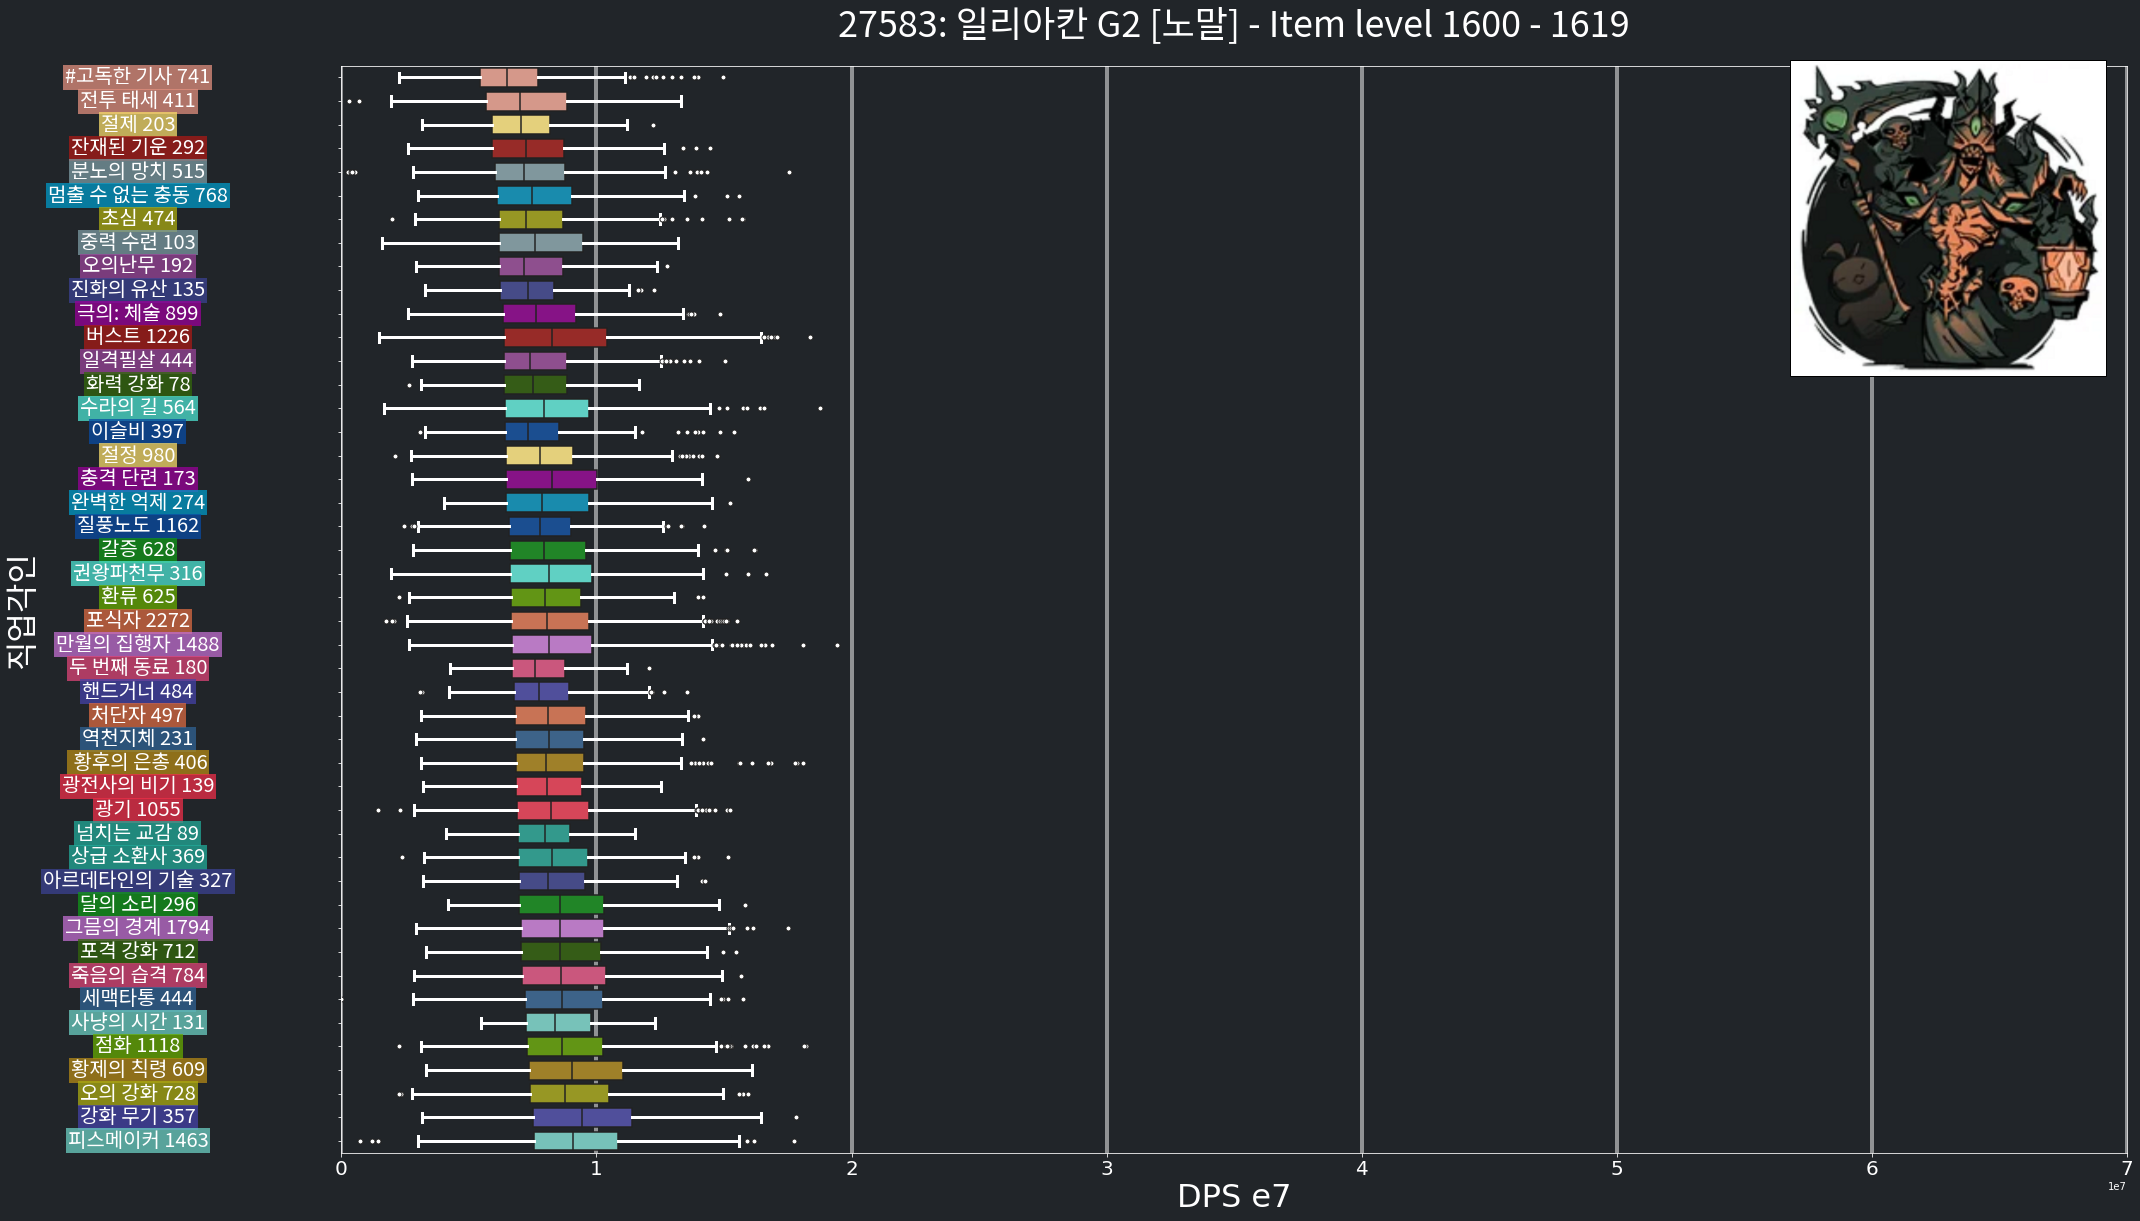 27583: 일리아칸 G2 [노말] - Item level 1600 - 1619
직업각인
#고독한 기사 741
전투 태세 411
절제 203
잔재된 기운 292
분노의 망치 515
멈출 수 없는 충동 768
초심 474
중력 수련 103
오의난무 192
진화의 유산 135
극의: 체술 899
버스트 1226
일격필살 444
화력 강화 78
수라의 길 564
이슬비 397
절정 980
충격 단련 173
완벽한 억제 274
질풍노도 1162
갈증 628
권왕파천무 316
환류 625
포식자 2272
만월의 집행자 1488
두 번째 동료 180
핸드거너 484
처단자 497
역천지체 231
황후의 은총 406
광전사의 비기 139
광기 1055
넘치는 교감 89
상급 소환사 369
아르데타인의 기술 327
달의 소리 296
그믐의 경계 1794
포격 강화 712
죽음의 습격 784
세맥타통 444
사냥의 시간 131
점화 1118
황제의 칙령 609
오의 강화 728
강화 무기 357
피스메이커 1463
0 1 2 3 4 5 6 7
1e7
DPS e7